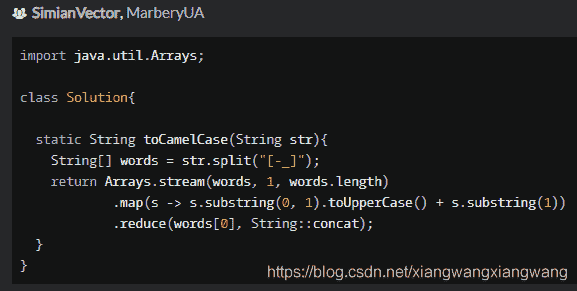 SimianVector, MarberyUA
import java.util.Arrays;
class Solution{
static String toCamelCase(String str){
String[] words = str.split("[-_]");
return Arrays.stream(words, 1, words.length)
.map(s -> s.substring(0, 1).toUpperCase() + s.substring(1))
.reduce(words[0], String::concat);
}
}
https://blog.csdn.net/xiangwangxiangwang